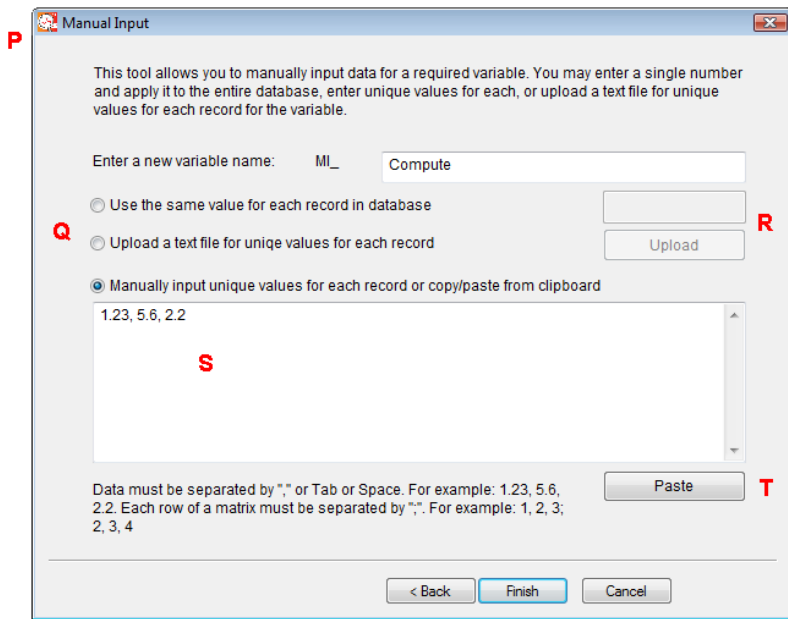 Manual Input
P
This tool allows you to manually input data for a required variable. You may enter a single number
and apply it to the entire database, enter unique values for each, or upload a text file for unique
values for each record for the variable.
Enter a new variable name: MI_ Compute
Use the same value for each record in database
Q R
Upload a text file for uniqe values for each record Upload
Manually input unique values for each record or copy/paste from clipboard
1.23, 5.6, 2.2
S
Paste T
Data must be separated by "," or Tab or Space. For example: 1.23, 5.6,
2.2. Each row of a matrix must be separated by ";". For example: 1, 2, 3;
2, 3, 4
< Back Finish Cancel